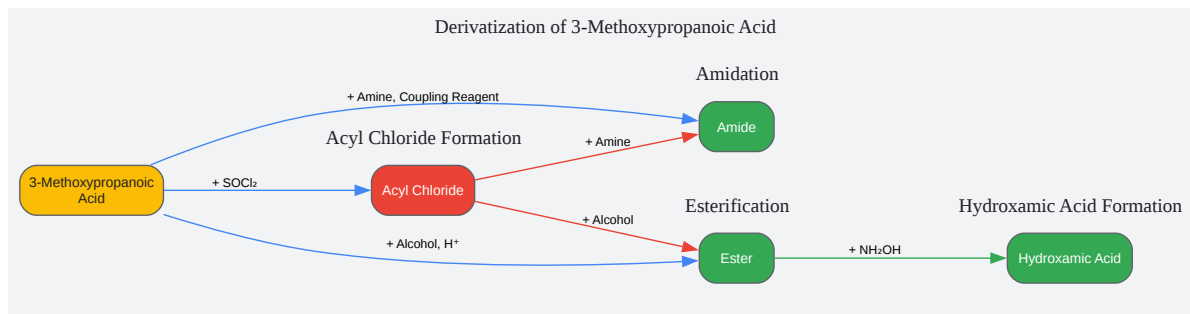 Derivatization of 3-Methoxypropanoic Acid
Amidation
+ Amine, Coupling Reagent
Amide
Acyl Chloride Formation
+ Amine
3-Methoxypropanoic
Acid
+ SOCl₂
Acyl Chloride
Esterification
Hydroxamic Acid Formation
+ Alcohol
+ Alcohol, H⁺
Ester
+ NH₂OH
Hydroxamic Acid